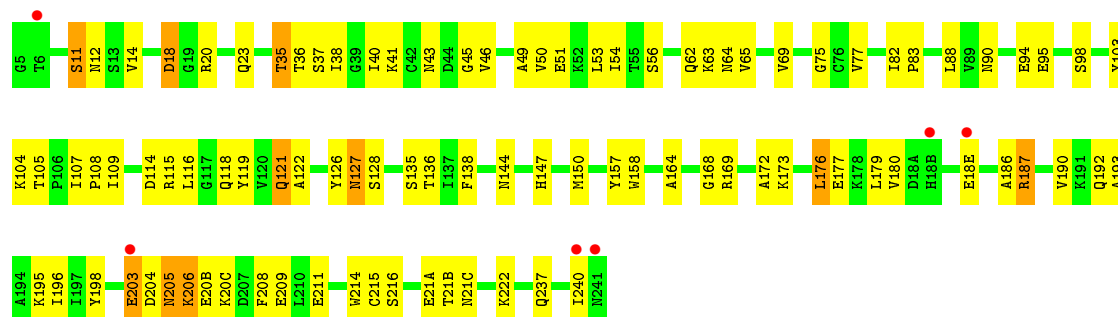 G5 T6 S11 N12 S13 V14 D18 G19 R20 Q23 T35 T36 S37 I38 G39 I40 K41 C42 N43 D44 G45 V46 A49 V50 E51 K52 L53 I54 T55 S56 Q62 K63 N64 V65 V69 G75 C76 V77 I82 P83 L88 V89 N90 E94 E95 S98 Y103
K104 T105 P106 I107 P108 I109 D114 R115 L116 G117 Q118 Y119 V120 Q121 A122 Y126 N127 S128 S135 T136 I137 F138 N144 H147 M150 Y157 W158 A164 G168 R169 A172 K173 L176 E177 K178 L179 V180 D18A H18B E18E A186 R187 V190 K191 Q192 A193
A194 K195 I196 I197 Y198 E203 D204 N205 K206 E20B K20C D207 F208 E209 L210 E211 W214 C215 S216 E21A T21B N21C K222 Q237 I240 N241